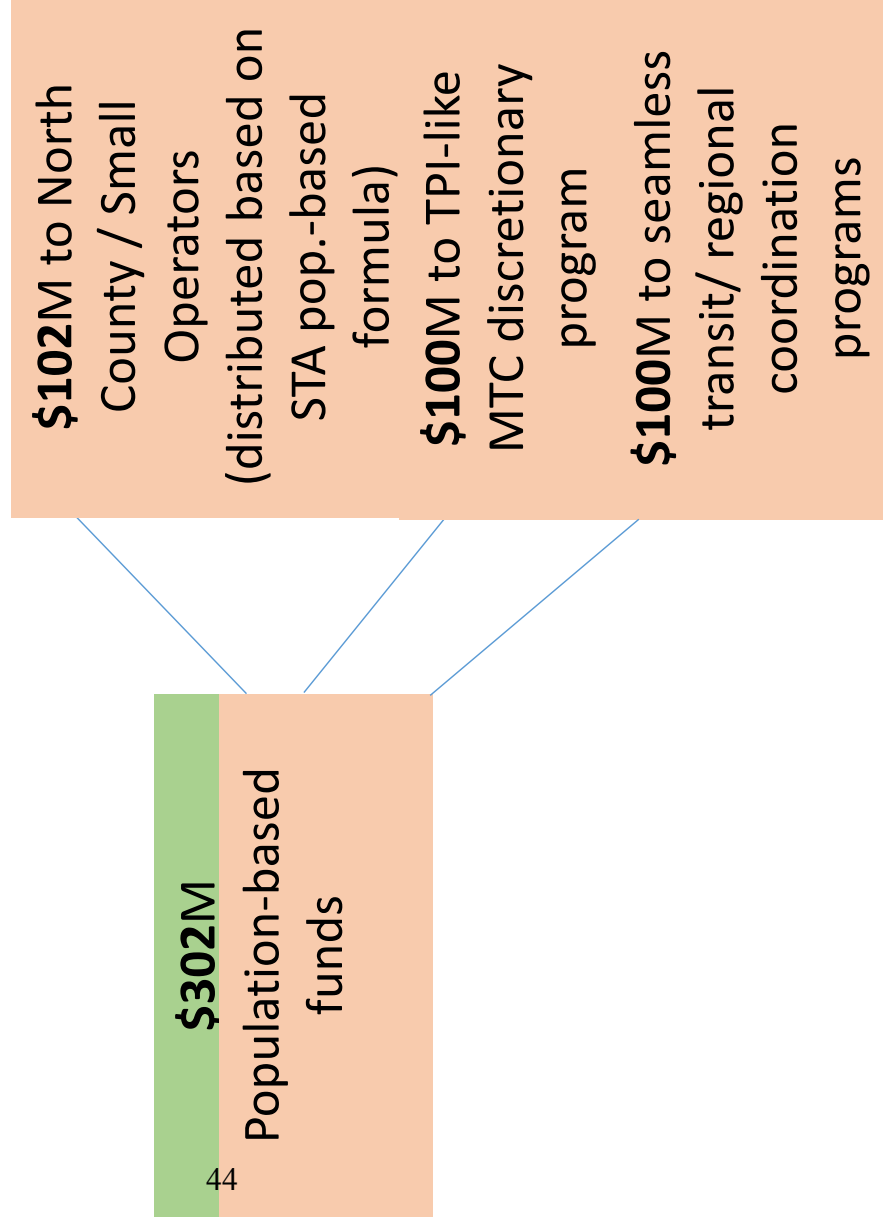 $302M
Population-based
funds
$102M to North
County / Small
Operators
(distributed based on
STA pop.-based
formula)
$100M to TPI-like
MTC discretionary
program
$100M to seamless
transit/ regional
coordination
programs
44